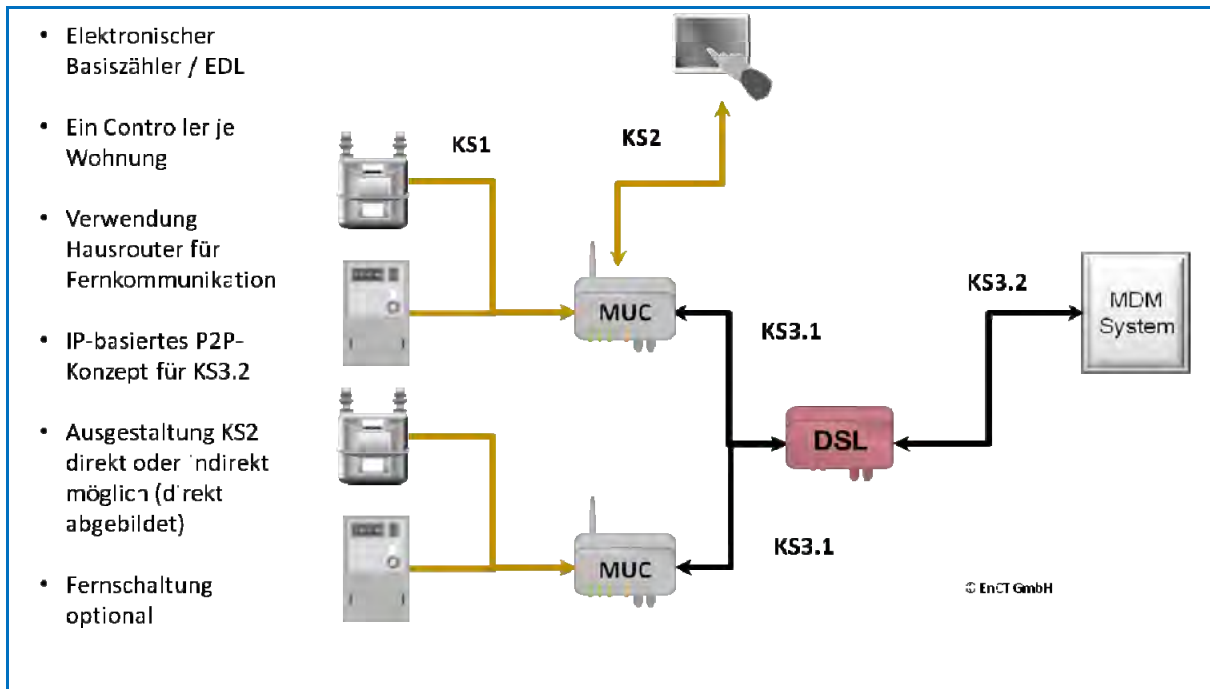 • Elektronischer
Basiszähler / EDL
• Ein Contro ler je
Wohnung
• Verwendung
Hausrouter für
Fernkommunikation
• IP-basiertes P2P-
Konzept für KS3.2
• Ausgestaltung KS2
direkt oder indirekt
möglich (direkt
abgebildet)
• Fernschaltung
optional
KS1
KS2
MUC
KS3.1
KS3.2
MDM
System
DSL
KS3.1
MUC
© EnCT GmbH